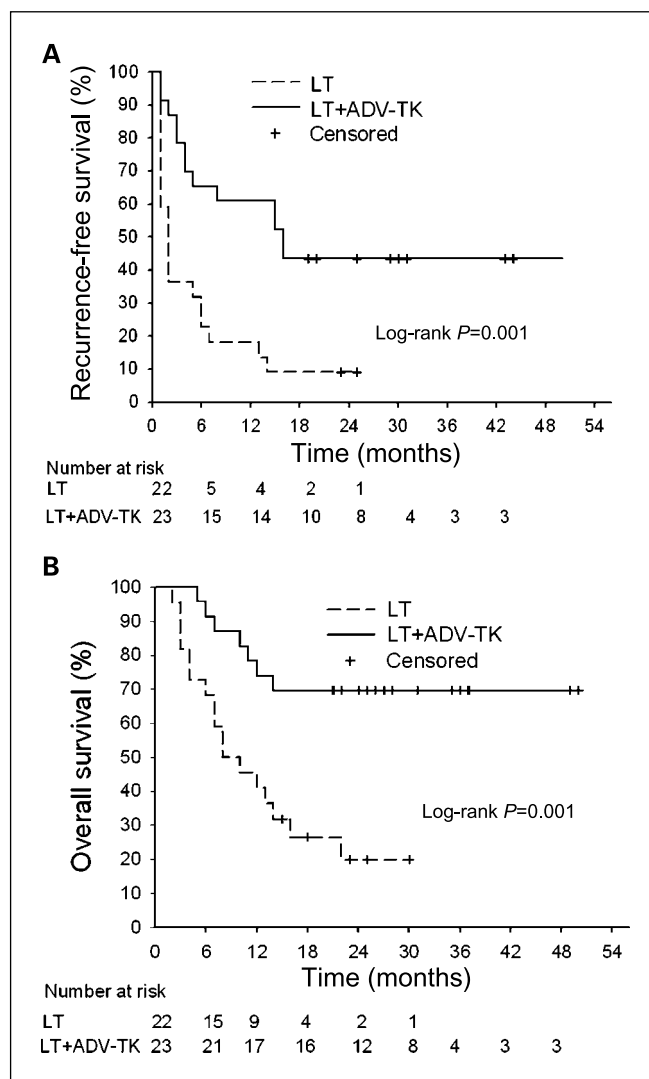 A
Recurrence-free survival (%)
100
90
80
70
60
50
40
30
20
10
0
LT
LT+ADV-TK
+ Censored
Log-rank P=0.001
0 6 12 18 24 30 36 42 48 54
Time (months)
Number at risk
LT 22 5 4 2 1
LT+ADV-TK 23 15 14 10 8 4 3 3
B
Overall survival (%)
100
90
80
70
60
50
40
30
20
10
0
LT
LT+ADV-TK
+ Censored
Log-rank P=0.001
0 6 12 18 24 30 36 42 48 54
Time (months)
Number at risk
LT 22 15 9 4 2 1
LT+ADV-TK 23 21 17 16 12 8 4 3 3